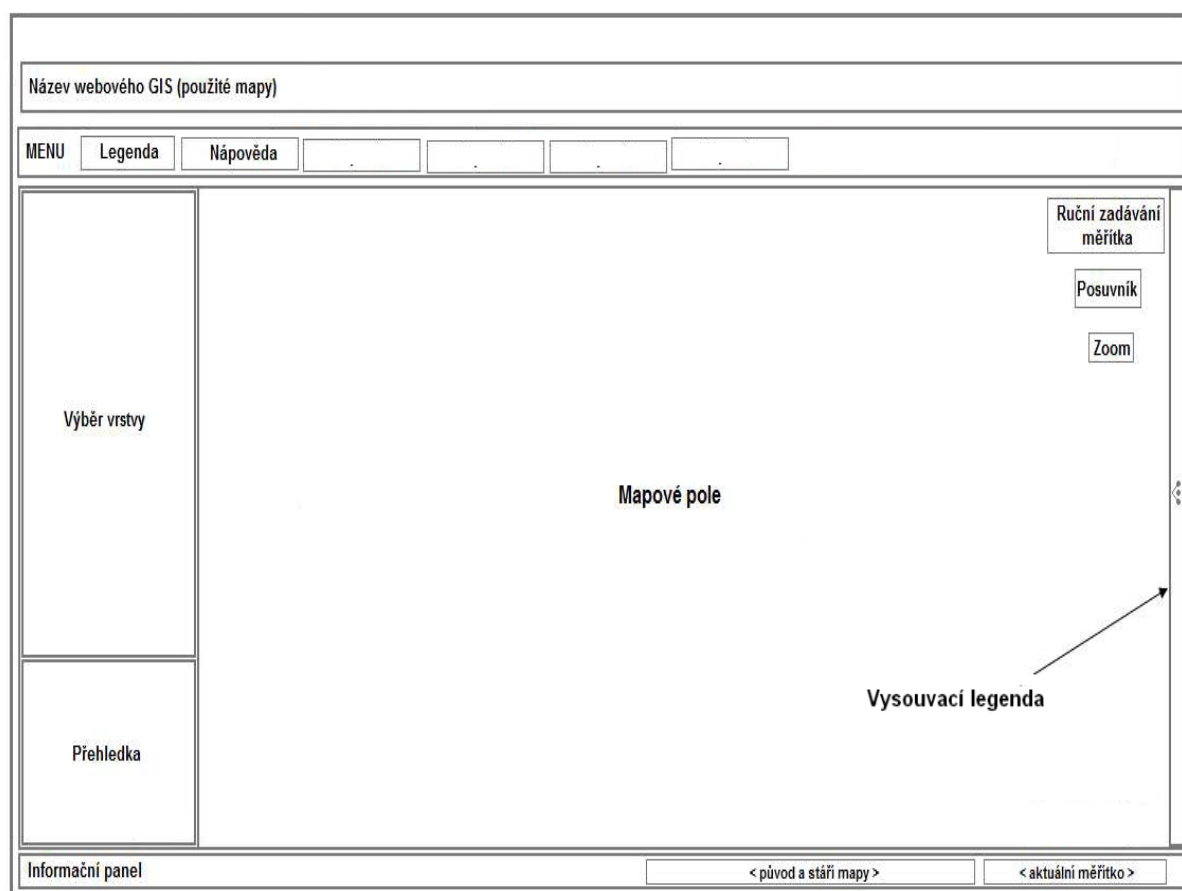 Název webového GIS (použité mapy)
MENU Legenda Nápověda . . . .
Ruční zadávání
měřítka
Posuvník
Zoom
Výběr vrstvy
Mapové pole
Vysouvací legenda
Přehledka
Informační panel < původ a stáří mapy > < aktuální měřítko >